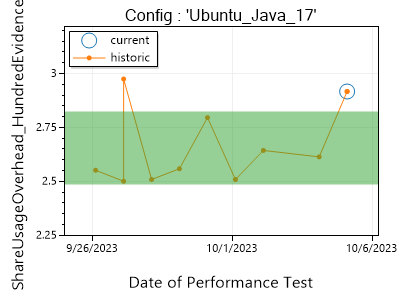 Config : 'Ubuntu_Java_17'
ShareUsageOverhead_HundredEvidence
current
historic
3
2.75
2.5
2.25
9/26/2023
10/1/2023
10/6/2023
Date of Performance Test